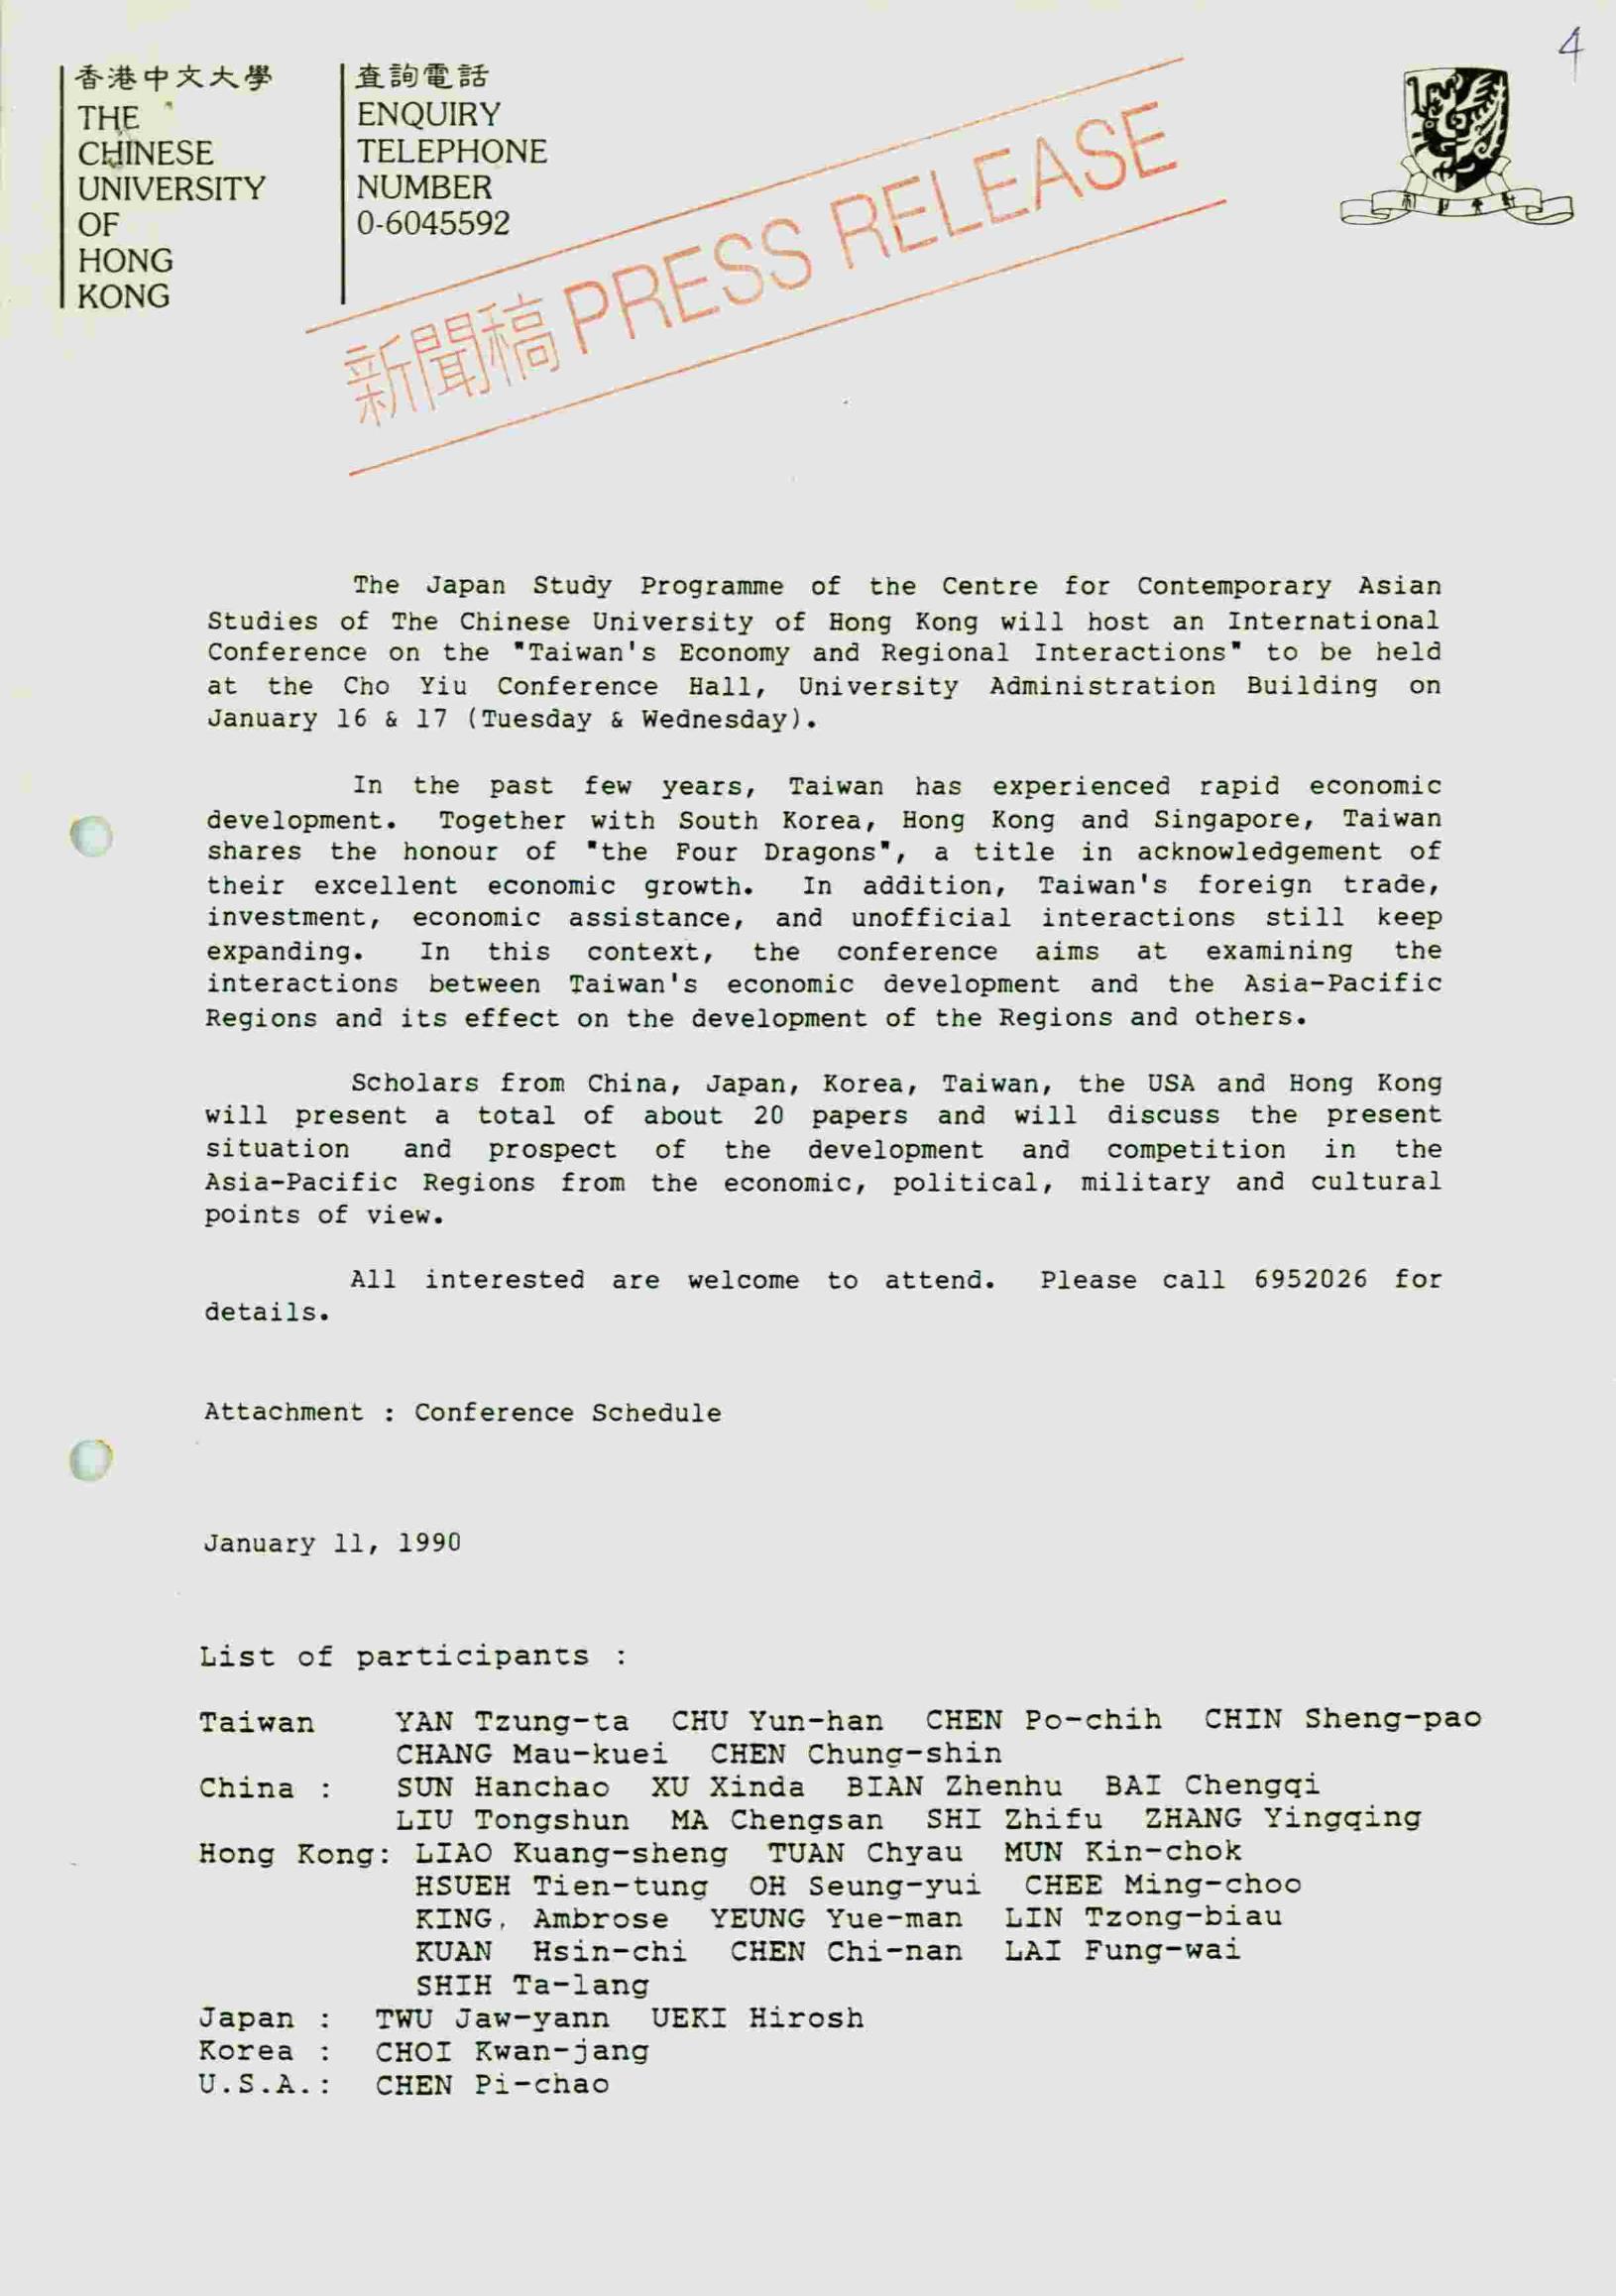 4
香港中文大學
THE
CHINESE
UNIVERSITY
OF
HONG
KONG
查詢電話
ENQUIRY
TELEPHONE
NUMBER
0-6045592
新聞稿 PRESS RELEASE
The Japan Study Programme of the Centre for Contemporary Asian
Studies of The Chinese University of Hong Kong will host an International
Conference on the "Taiwan's Economy and Regional Interactions" to be held
at the Cho Yiu Conference Hall, University Administration Building on
January 16 & 17 (Tuesday & Wednesday).
In the past few years, Taiwan has experienced rapid economic
development. Together with South Korea, Hong Kong and Singapore, Taiwan
shares the honour of "the Four Dragons", a title in acknowledgement of
their excellent economic growth. In addition, Taiwan's foreign trade,
investment, economic assistance, and unofficial interactions still keep
expanding. In this context, the conference aims at examining the
interactions between Taiwan's economic development and the Asia-Pacific
Regions and its effect on the development of the Regions and others.
Scholars from China, Japan, Korea, Taiwan, the USA and Hong Kong
will present a total of about 20 papers and will discuss the present
situation and prospect of the development and competition in the
Asia-Pacific Regions from the economic, political, military and cultural
points of view.
All interested are welcome to attend. Please call 6952026 for
details.
Attachment : Conference Schedule
January 11, 1990
List of participants :
Taiwan YAN Tzung-ta CHU Yun-han CHEN Po-chih CHIN Sheng-pao
CHANG Mau-kuei CHEN Chung-shin
China : SUN Hanchao XU Xinda BIAN Zhenhu BAI Chengqi
LIU Tongshun MA Chengsan SHI Zhifu ZHANG Yingqing
Hong Kong: LIAO Kuang-sheng TUAN Chyau MUN Kin-chok
HSUEH Tien-tung OH Seung-yui CHEE Ming-choo
KING, Ambrose YEUNG Yue-man LIN Tzong-biau
KUAN Hsin-chi CHEN Chi-nan LAI Fung-wai
SHIH Ta-lang
Japan : TWU Jaw-yann UEKI Hirosh
Korea : CHOI Kwan-jang
U.S.A.: CHEN Pi-chao